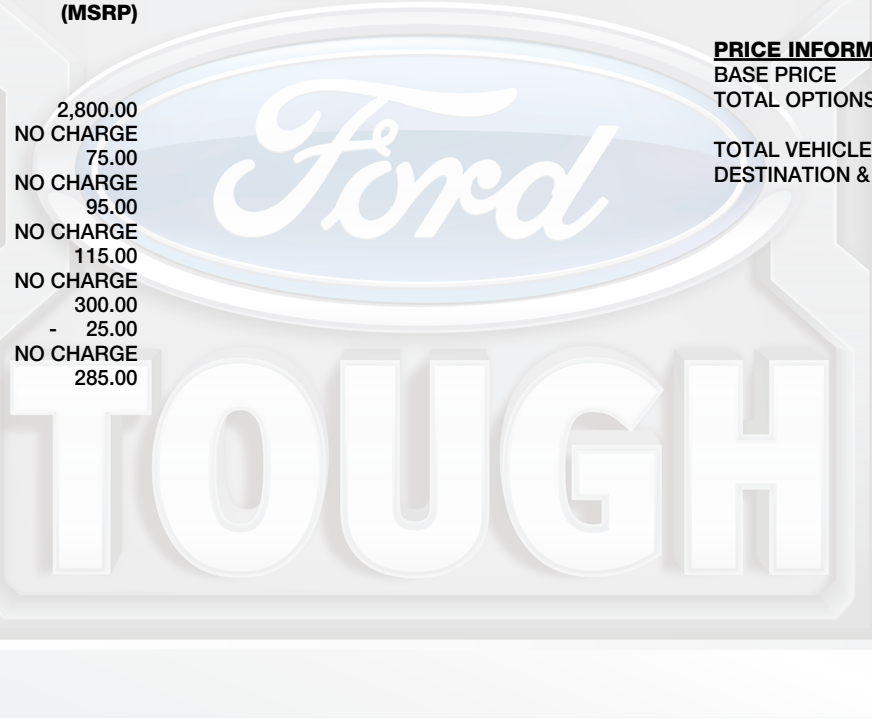 (MSRP)
2,800.00
NO CHARGE
75.00
NO CHARGE
95.00
NO CHARGE
115.00
NO CHARGE
300.00
- 25.00
NO CHARGE
285.00
PRICE INFORM
BASE PRICE
TOTAL OPTIONS
TOTAL VEHICLE
DESTINATION &
Ford
TOUGH